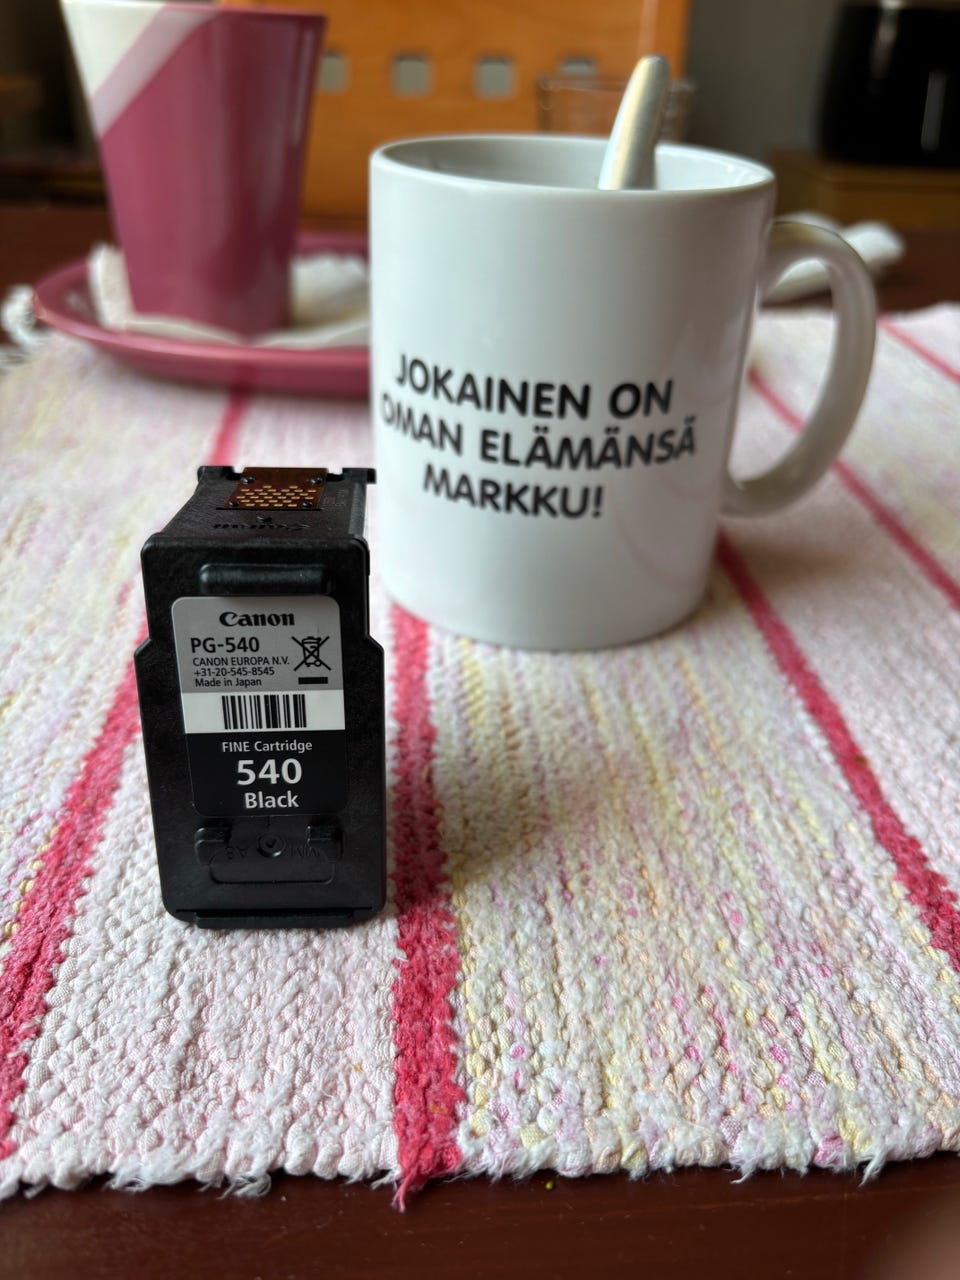 JOKAINEN ON
OMAN ELÄMÄNSÄ
MARKKU!
Canon
Canon
PG-540
CANON EUROPA N.V.
+31-20-545-8545
Made in Japan
FINE Cartridge
540
Black